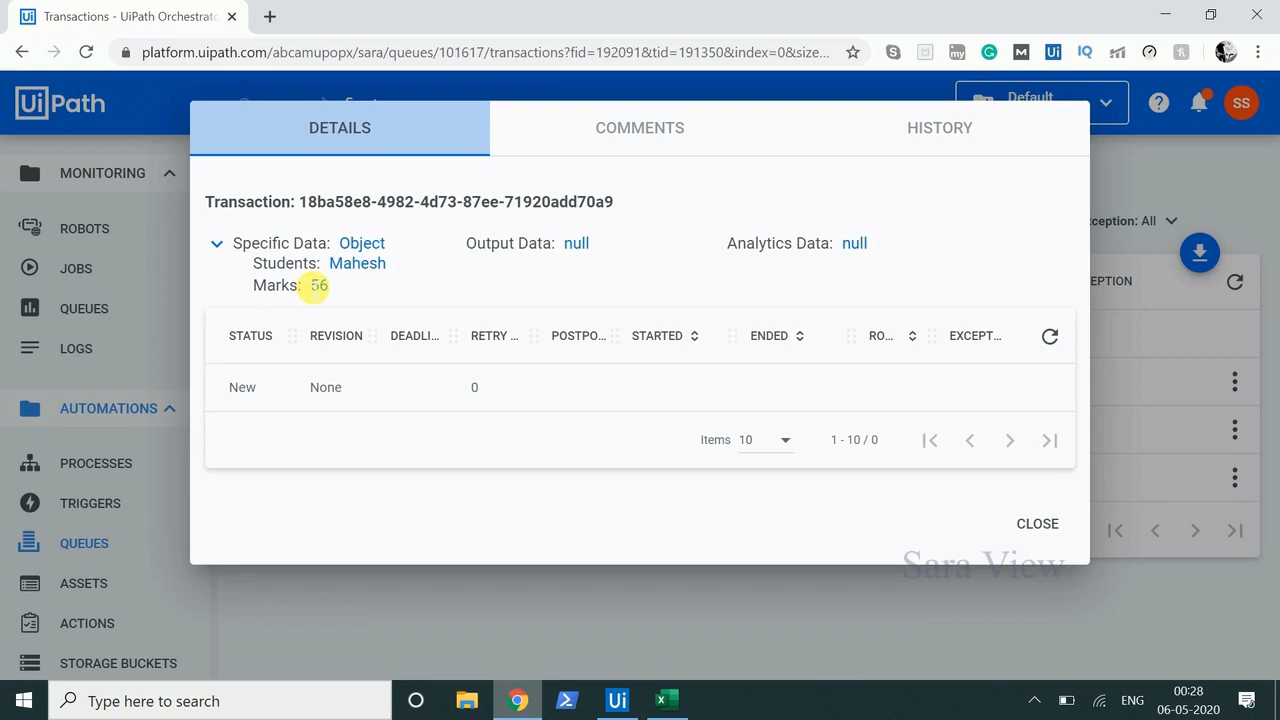 Transactions - UiPath Orchestrato
platform.uipath.com/abcamupopx/sara/queues/101617/transactions?fid=192091&tid=191350&index=0&size...
UiPath
Default
SS
MONITORING
ROBOTS
JOBS
QUEUES
LOGS
AUTOMATIONS
PROCESSES
TRIGGERS
QUEUES
ASSETS
ACTIONS
STORAGE BUCKETS
DETAILS COMMENTS HISTORY
Transaction: 18ba58e8-4982-4d73-87ee-71920add70a9
Specific Data: Object Output Data: null Analytics Data: null
Students: Mahesh
Marks: 56
STATUS REVISION DEADLI... RETRY ... POSTPO... STARTED ENDED RO... EXCEPT...
New None 0
Items 10 1 - 10 / 0
CLOSE
ception: All
EPTION
Sara View
Type here to search
ENG
00:28
06-05-2020